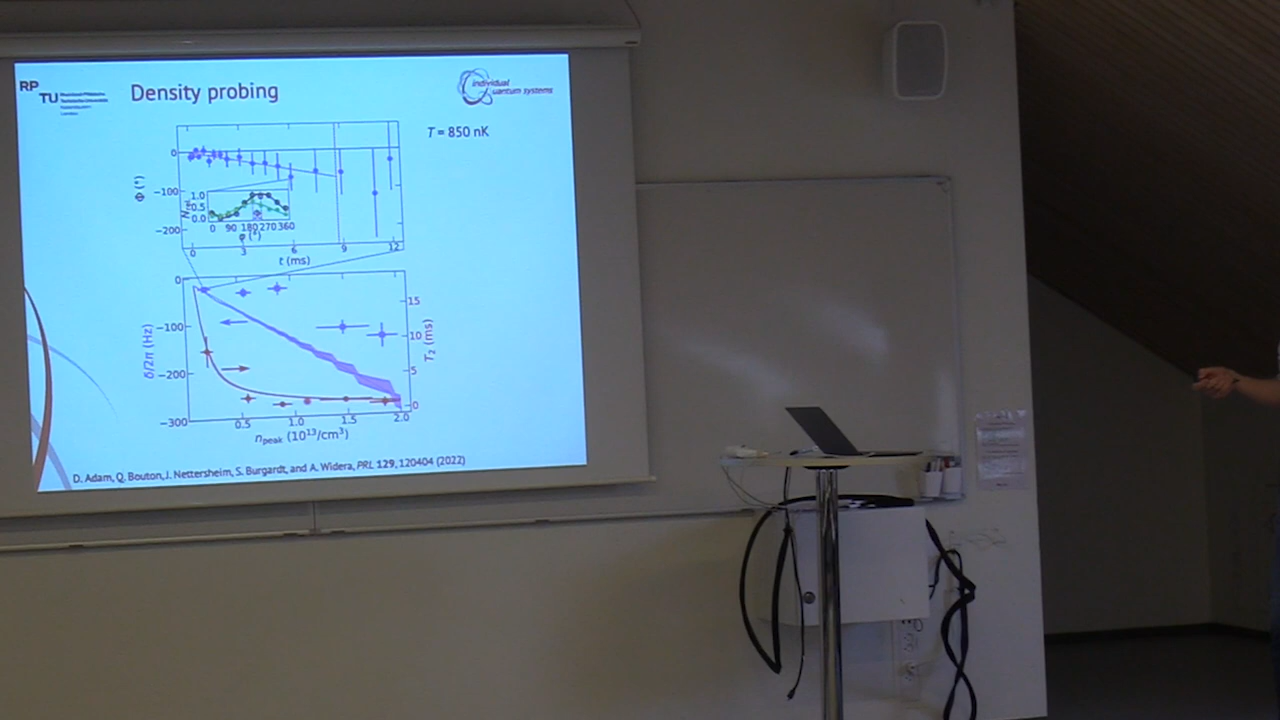 RP
TU
Density probing
individual
uantum systems
T = 850 nK
Φ (°)
0
−100
−200
1.0
0.5
0.0
0 90 180 270 360
φ (°)
0 3 6 9 12
t (ms)
δ/2π (Hz)
0
−100
−200
−300
15
10
5
0
T₂ (ms)
0.5 1.0 1.5 2.0
n_peak (10¹³/cm³)
D. Adam, Q. Bouton, J. Nettersheim, S. Burgardt, and A. Widera, PRL 129, 120404 (2022)